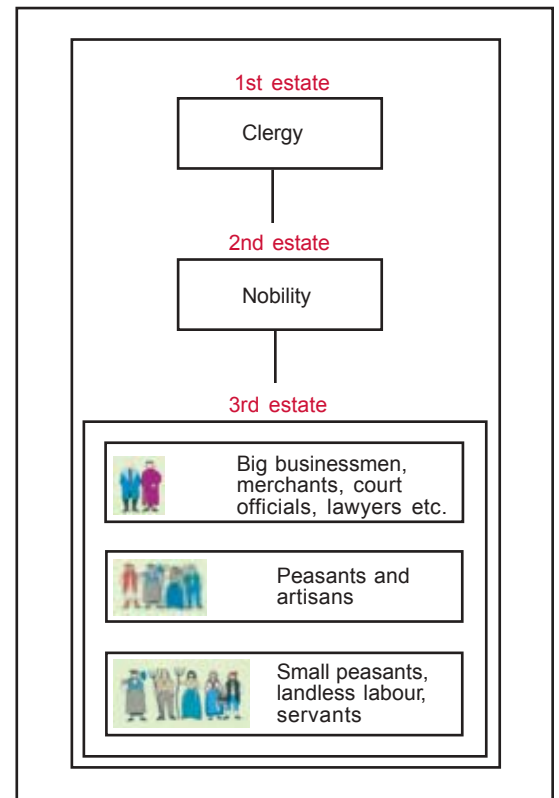 1st estate
Clergy
2nd estate
Nobility
3rd estate
Big businessmen,
merchants, court
officials, lawyers etc.
Peasants and
artisans
Small peasants,
landless labour,
servants